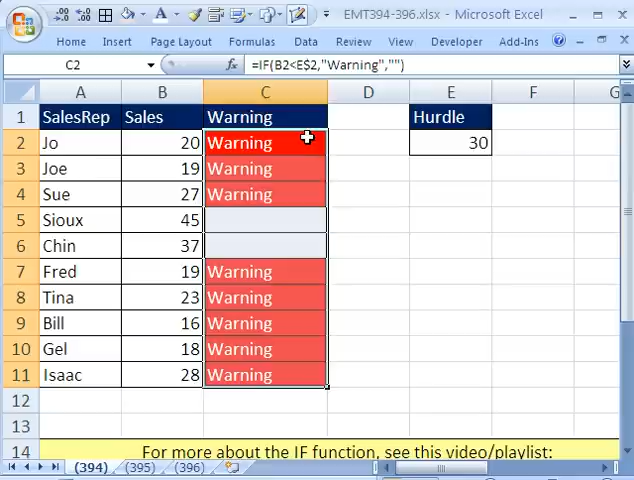 EMT394-396.xlsx - Microsoft Excel
Home Insert Page Layout Formulas Data Review View Developer Add-Ins
C2 fx =IF(B2<E$2,"Warning","")
A B C D E F G
1 SalesRep Sales Warning Hurdle
2 Jo 20 Warning 30
3 Joe 19 Warning
4 Sue 27 Warning
5 Sioux 45
6 Chin 37
7 Fred 19 Warning
8 Tina 23 Warning
9 Bill 16 Warning
10 Gel 18 Warning
11 Isaac 28 Warning
12
13
14 For more about the IF function, see this video/playlist:
(394) (395) (396)